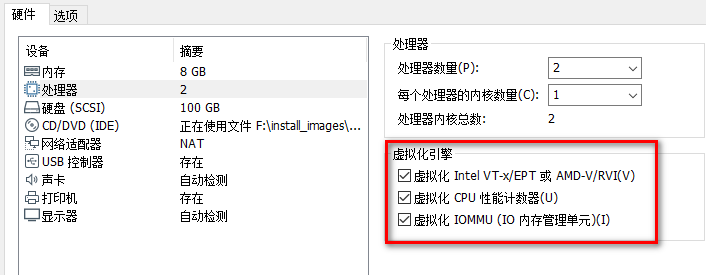 硬件 选项
设备 摘要
内存 8 GB
处理器 2
硬盘 (SCSI) 100 GB
CD/DVD (IDE) 正在使用文件 F:\install_images\...
网络适配器 NAT
USB 控制器 存在
声卡 自动检测
打印机 存在
显示器 自动检测
处理器
处理器数量(P): 2
每个处理器的内核数量(C): 1
处理器内核总数: 2
虚拟化引擎
虚拟化 Intel VT-x/EPT 或 AMD-V/RVI(V)
虚拟化 CPU 性能计数器(U)
虚拟化 IOMMU (IO 内存管理单元)(I)